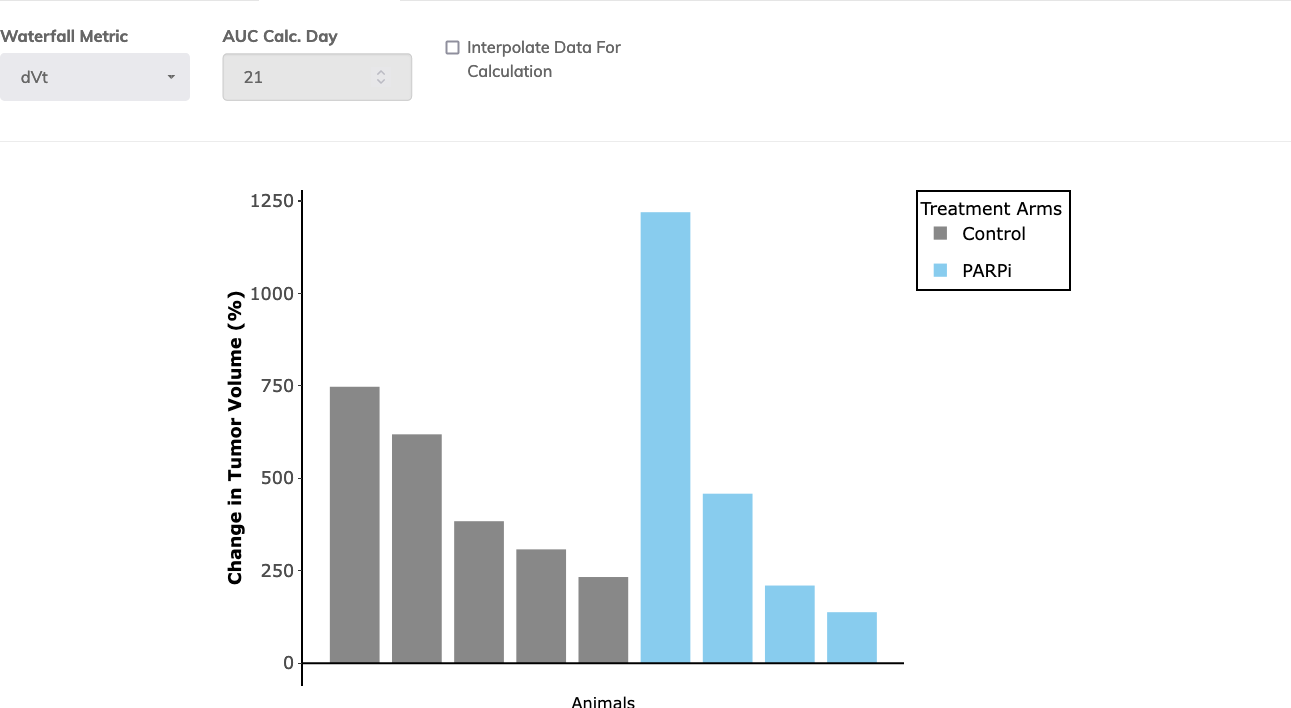 Waterfall Metric
AUC Calc. Day
Interpolate Data For
Calculation
dVt
21
1250
1000
750
500
250
0
Change in Tumor Volume (%)
Animals
Treatment Arms
Control
PARPi